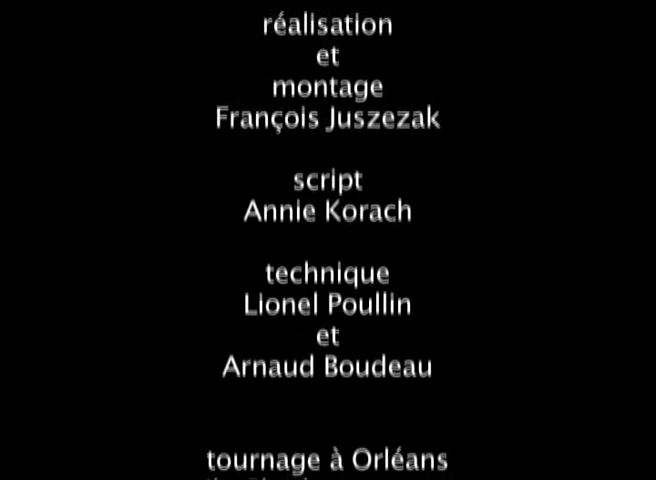 réalisation
et
montage
François Juszezak
script
Annie Korach
technique
Lionel Poullin
et
Arnaud Boudeau
tournage à Orléans